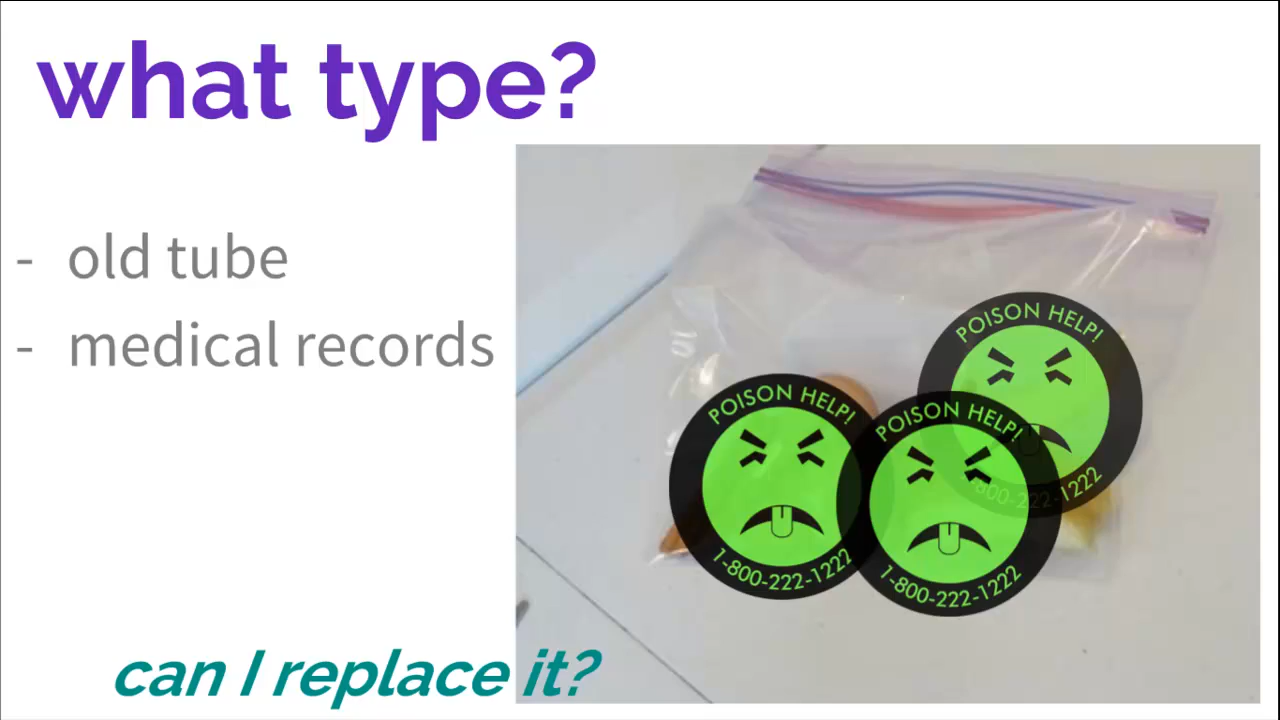 what type?
- old tube
- medical records
POISON HELP!
1-800-222-1222
POISON HELP!
1-800-222-1222
POISON HELP!
800-222-1222
can I replace it?